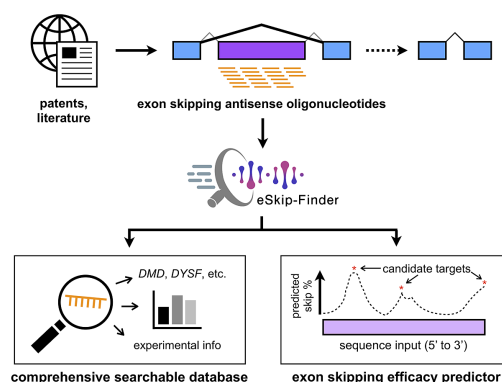 patents,
literature
exon skipping antisense oligonucleotides
eSkip-Finder
DMD, DYSF, etc.
experimental info
comprehensive searchable database
predicted
skip %
*
*
*
candidate targets
sequence input (5' to 3')
exon skipping efficacy predictor